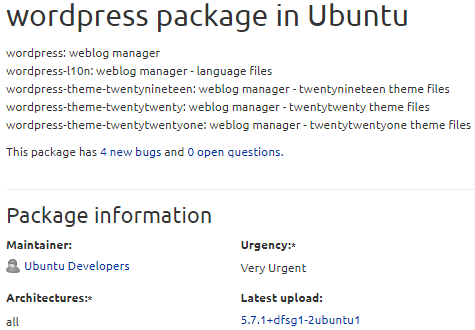 wordpress package in Ubuntu
wordpress: weblog manager
wordpress-l10n: weblog manager - language files
wordpress-theme-twentynineteen: weblog manager - twentynineteen theme files
wordpress-theme-twentytwenty: weblog manager - twentytwenty theme files
wordpress-theme-twentytwentyone: weblog manager - twentytwentyone theme files
This package has 4 new bugs and 0 open questions.
Package information
Maintainer: Urgency:*
Ubuntu Developers Very Urgent
Architectures:* Latest upload:
all 5.7.1+dfsg1-2ubuntu1